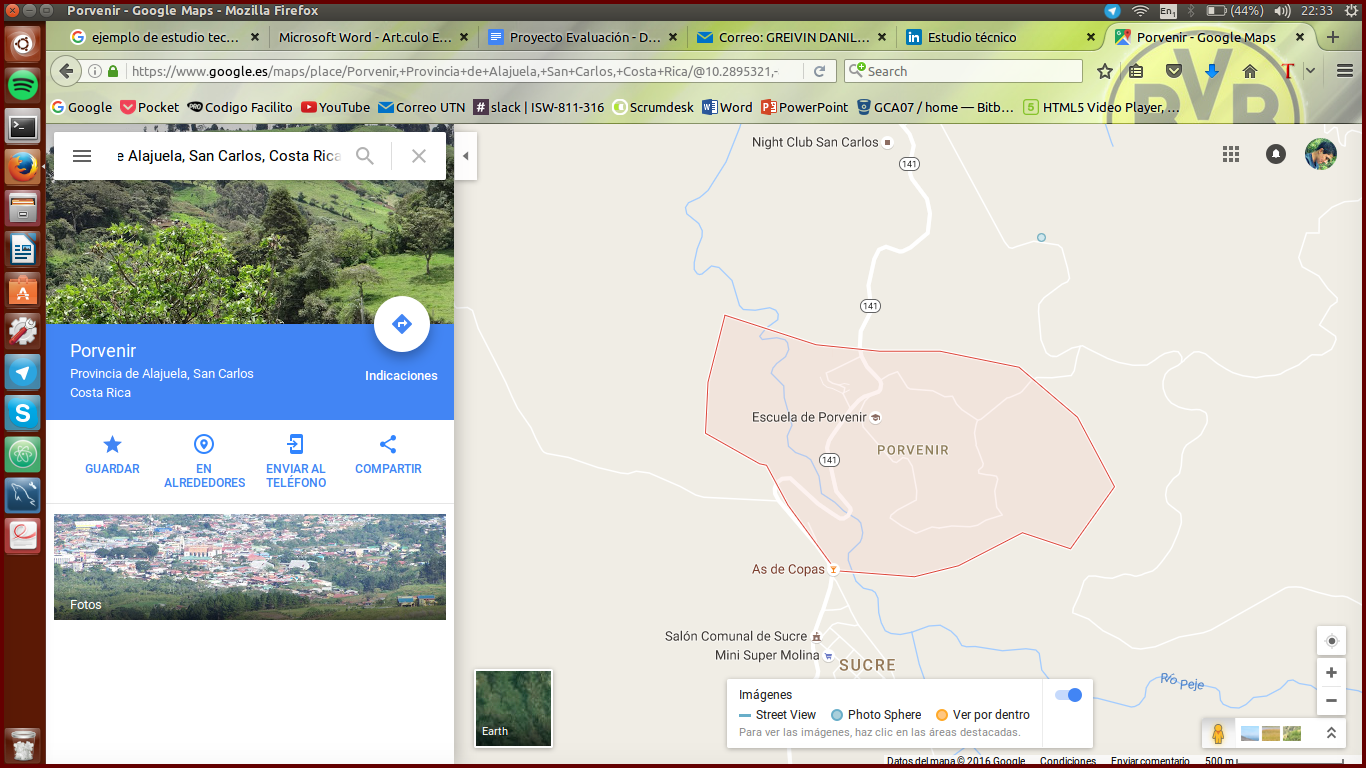 Porvenir - Google Maps - Mozilla Firefox
En1
(44%)
22:33
ejemplo de estudio tec…
Microsoft Word - Art.culo E…
Proyecto Evaluación - D…
Correo: GREIVIN DANIL…
Estudio técnico
Porvenir - Google Maps
https://www.google.es/maps/place/Porvenir,+Provincia+de+Alajuela,+San+Carlos,+Costa+Rica/@10.2895321,-
Search
Google
Pocket
Codigo Facilito
YouTube
Correo UTN
slack | ISW-811-316
Scrumdesk
Word
PowerPoint
GCA07 / home — Bitb…
HTML5 Video Player, …
DVR
e Alajuela, San Carlos, Costa Rica
Porvenir
Provincia de Alajuela, San Carlos
Costa Rica
Indicaciones
GUARDAR
EN
ALREDEDORES
ENVIAR AL
TELÉFONO
COMPARTIR
Fotos
Night Club San Carlos
141
141
Escuela de Porvenir
PORVENIR
141
As de Copas
Salón Comunal de Sucre
Mini Super Molina
SUCRE
Río Peje
Earth
Imágenes
Street View
Photo Sphere
Ver por dentro
Para ver las imágenes, haz clic en las áreas destacadas.
Datos del mapa © 2016 Google
Condiciones
Enviar comentario
500 m